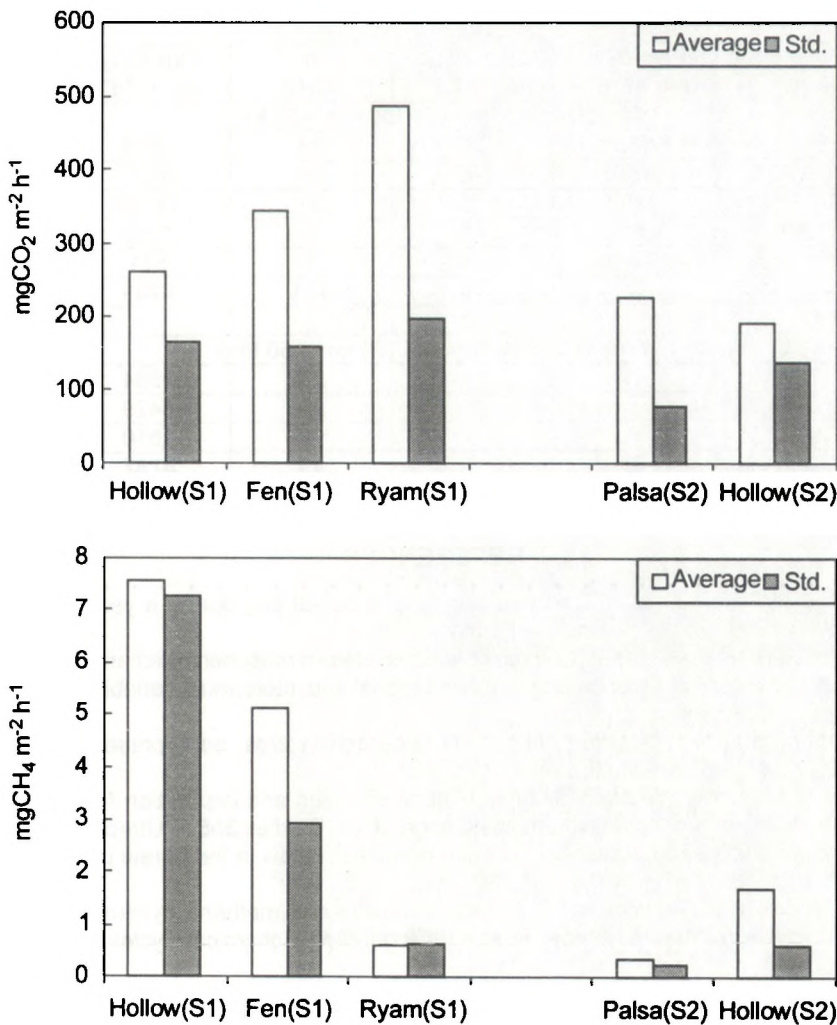 600
500
400
300
200
100
0
mgCO₂ m⁻² h⁻¹
Average Std.
Hollow(S1) Fen(S1) Ryam(S1) Palsa(S2) Hollow(S2)
8
7
6
5
4
3
2
1
0
mgCH₄ m⁻² h⁻¹
Average Std.
Hollow(S1) Fen(S1) Ryam(S1) Palsa(S2) Hollow(S2)